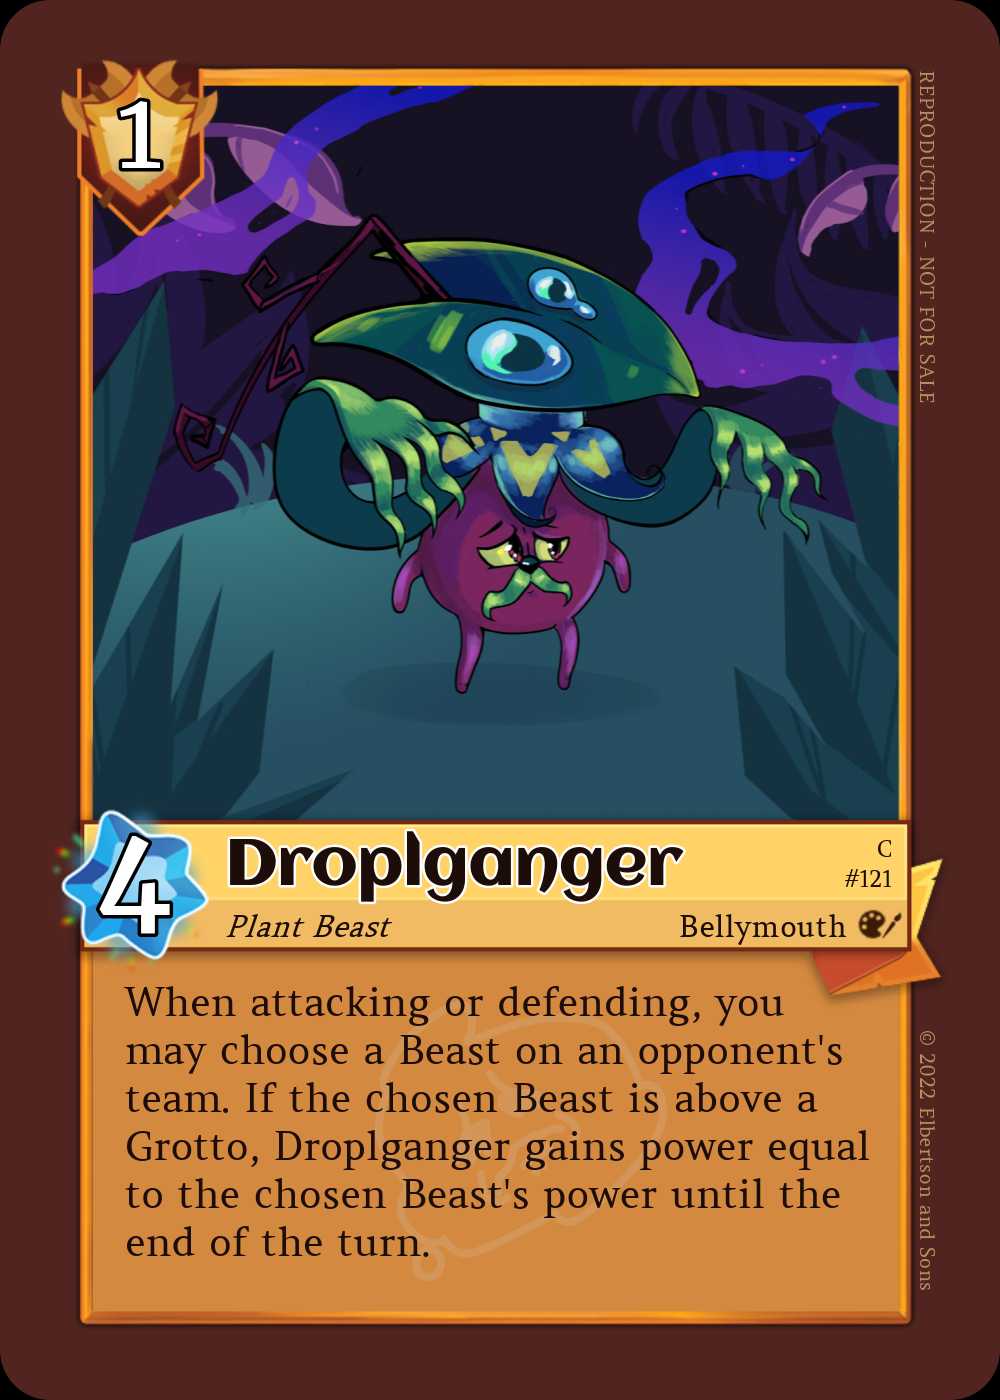 1
REPRODUCTION - NOT FOR SALE
4
Droplganger
C
#121
Plant Beast
Bellymouth
When attacking or defending, you
may choose a Beast on an opponent's
team. If the chosen Beast is above a
Grotto, Droplganger gains power equal
to the chosen Beast's power until the
end of the turn.
© 2022 Elbertson and Sons